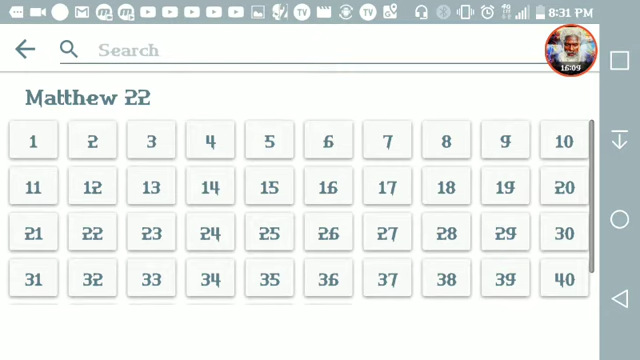 8:31 PM
Search
16:09
Matthew 22
1 2 3 4 5 6 7 8 9 10
11 12 13 14 15 16 17 18 19 20
21 22 23 24 25 26 27 28 29 30
31 32 33 34 35 36 37 38 39 40